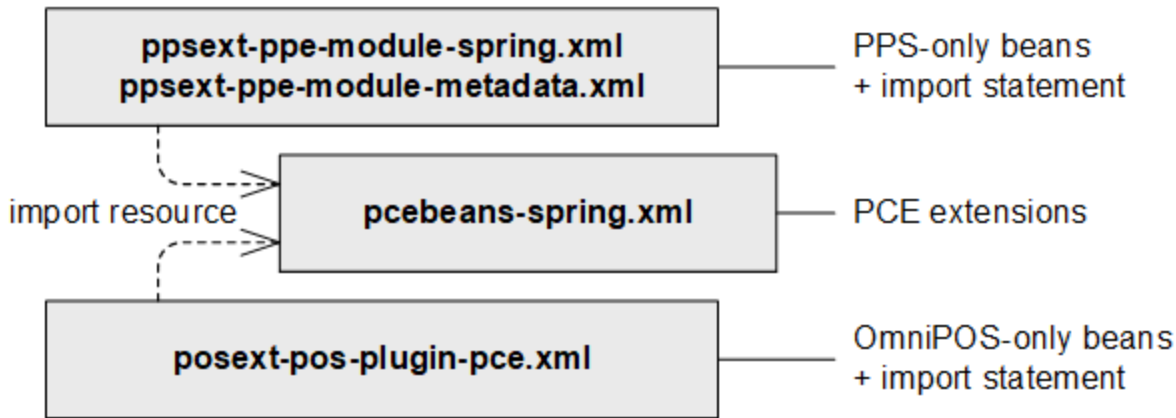 ppsext-ppe-module-spring.xml
ppsext-ppe-module-metadata.xml
PPS-only beans
+ import statement
import resource
pcebeans-spring.xml
PCE extensions
posext-pos-plugin-pce.xml
OmniPOS-only beans
+ import statement